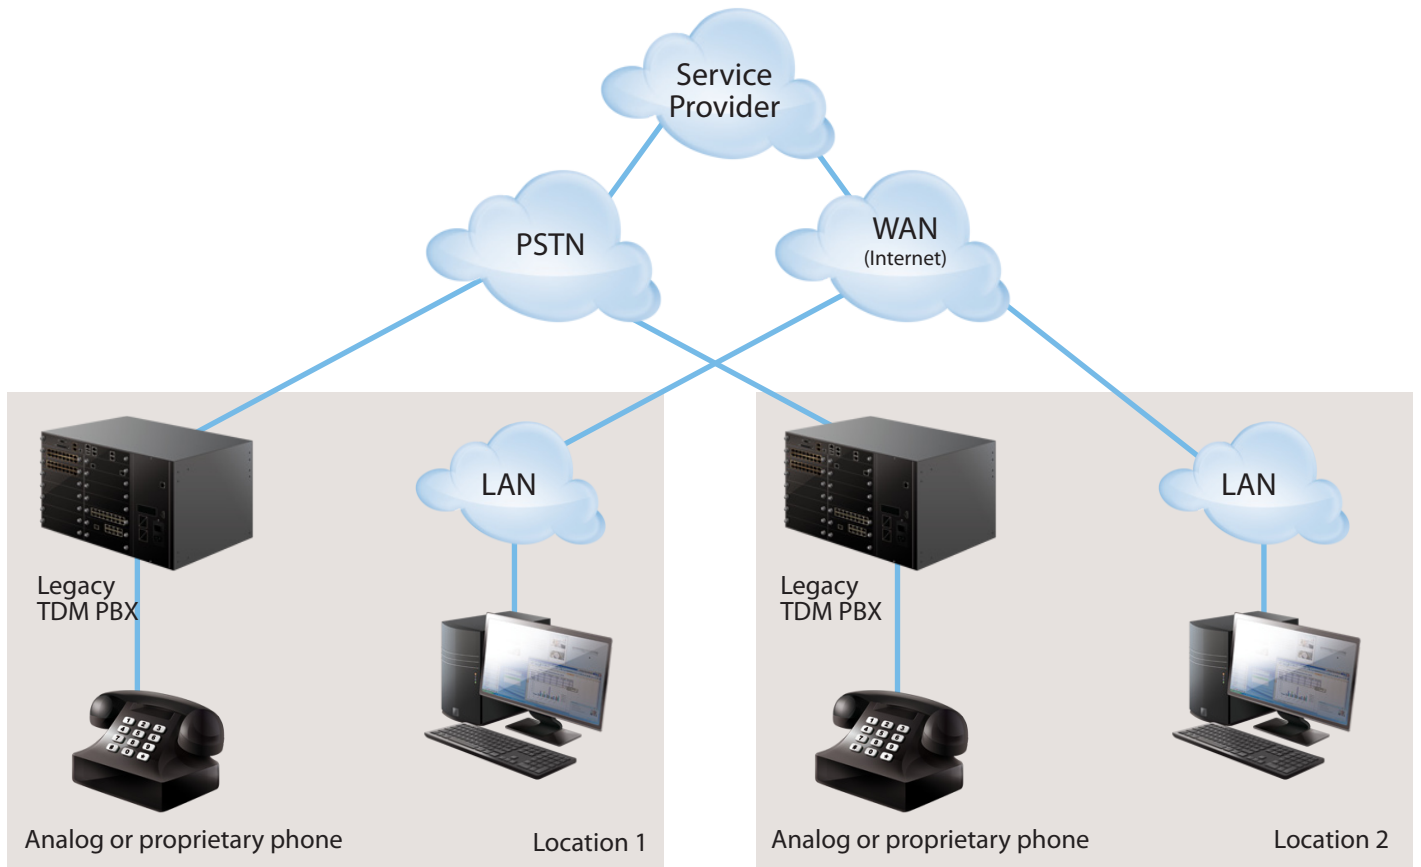 Service
Provider
PSTN
WAN
(Internet)
LAN
LAN
Legacy
TDM PBX
Legacy
TDM PBX
Analog or proprietary phone
Location 1
Analog or proprietary phone
Location 2